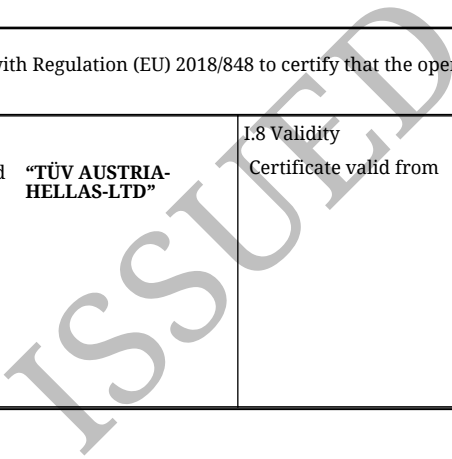 with Regulation (EU) 2018/848 to certify that the oper
“TÜV AUSTRIA-
HELLAS-LTD”
I.8 Validity
Certificate valid from
ISSUED